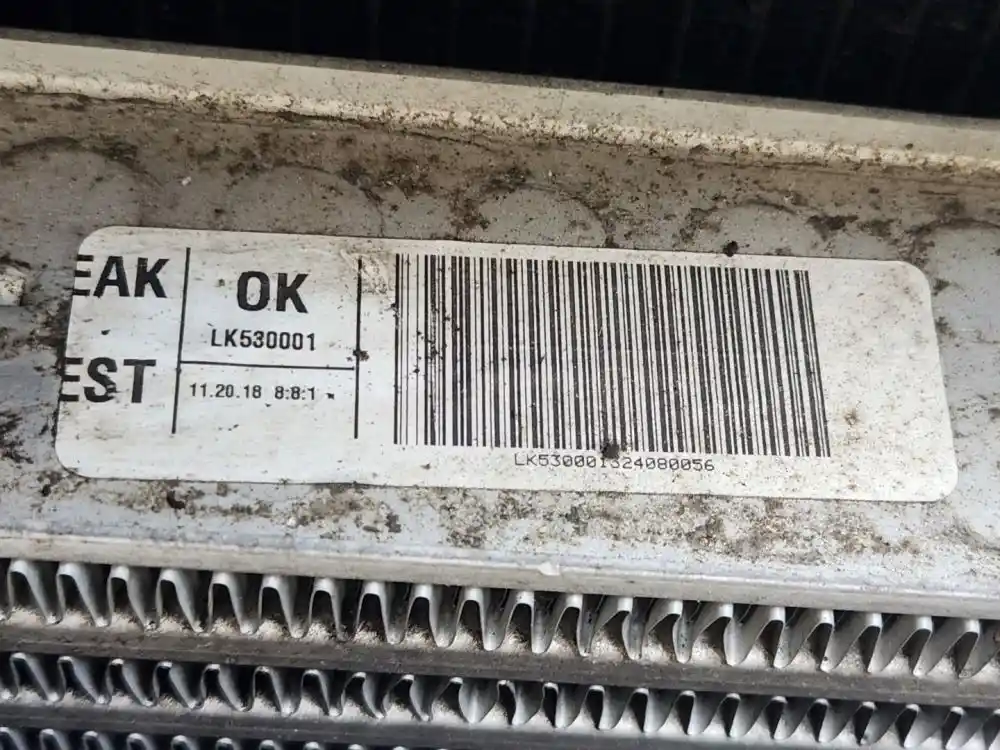 EAK
EST
OK
LK530001
11.20.18 8:8:1
LK530001324080056